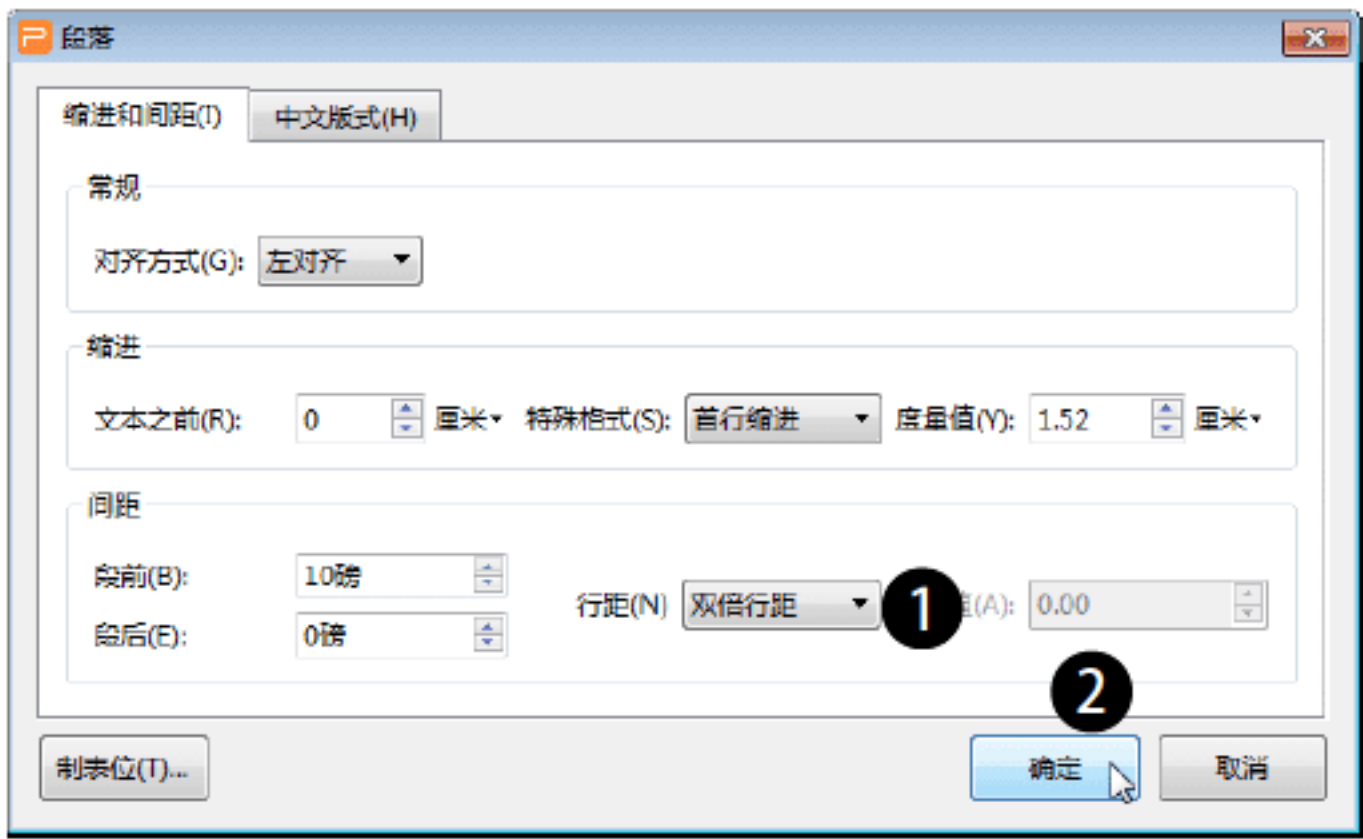 段落
缩进和间距(I) 中文版式(H)
常规
对齐方式(G): 左对齐
缩进
文本之前(R): 0 厘米 特殊格式(S): 首行缩进 度量值(Y): 1.52 厘米
间距
段前(B): 10磅
行距(N) 双倍行距 1 值(A): 0.00
段后(E): 0磅
2
制表位(T)... 确定 取消